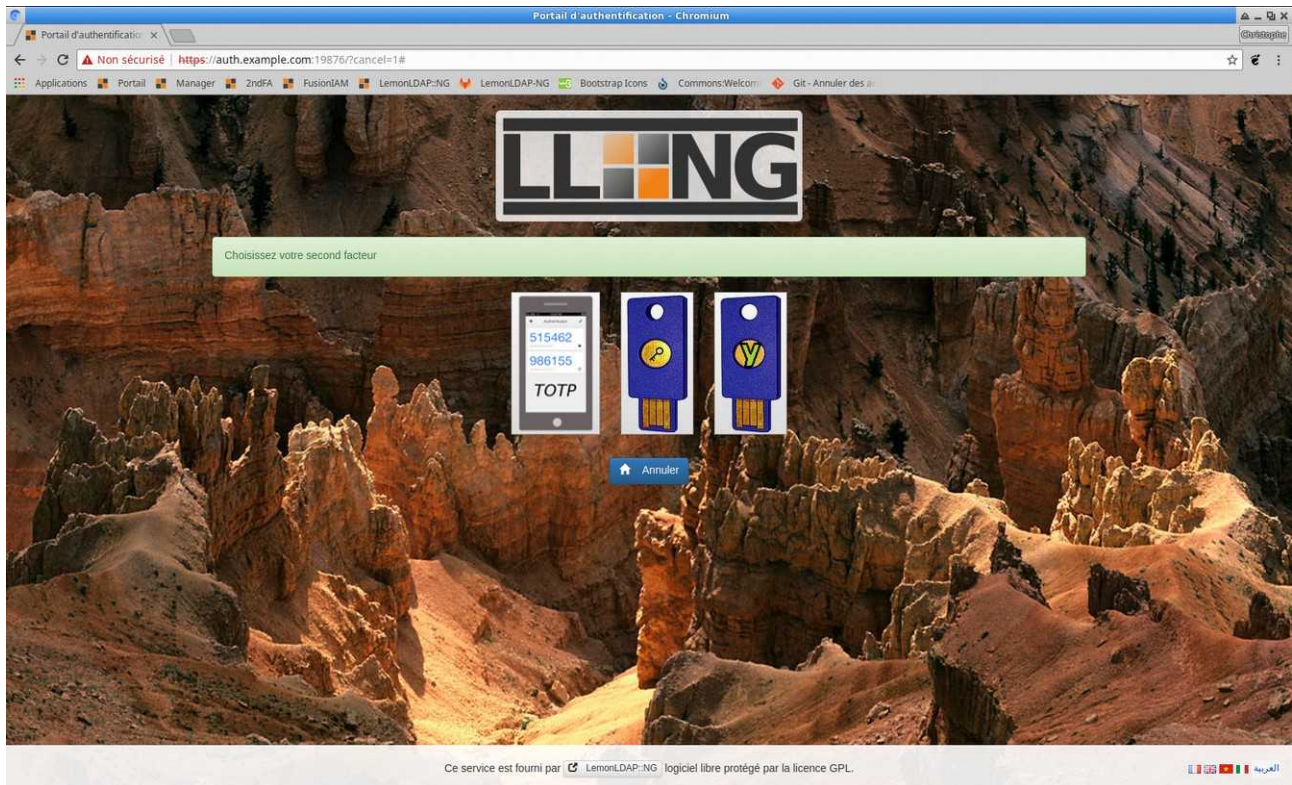 Portail d'authentification - Chromium
Portail d'authentificatio
Christophe
Non sécurisé | https://auth.example.com:19876/?cancel=1#
Applications Portail Manager 2ndFA FusionIAM LemonLDAP::NG LemonLDAP-NG Bootstrap Icons Commons:Welcom Git - Annuler des a
LL NG
Choisissez votre second facteur
Authenticator
515462
986155
TOTP
Y
Annuler
Ce service est fourni par LemonLDAP::NG logiciel libre protégé par la licence GPL.
العربية